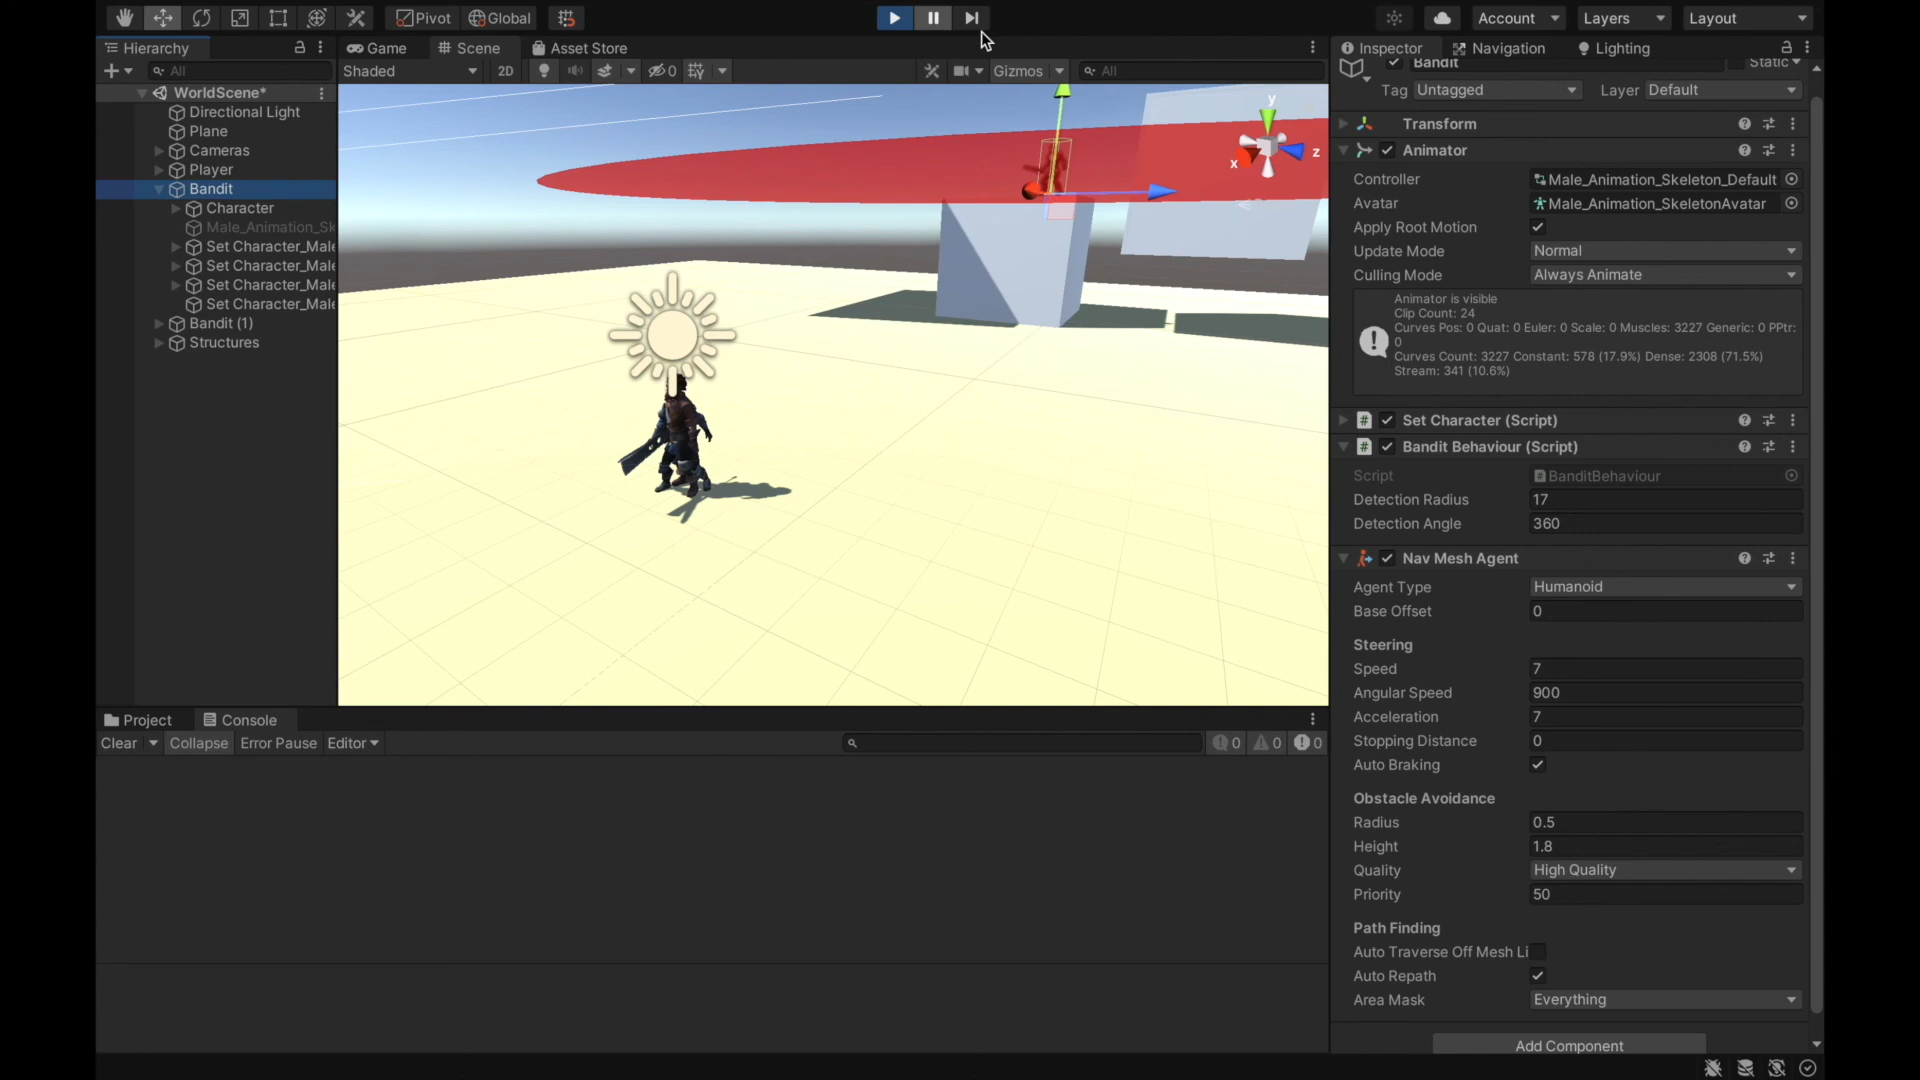 Pivot Global Account Layers Layout
Hierarchy
All
WorldScene*
Directional Light
Plane
Cameras
Player
Bandit
Character
Male_Animation_Sk
Set Character_Male
Set Character_Male
Set Character_Male
Set Character_Male
Bandit (1)
Structures
Game Scene Asset Store
Shaded 2D 0 Gizmos All
y
x
z
Project Console
Clear Collapse Error Pause Editor 0 0 0
Inspector Navigation Lighting
Bandit Static
Tag Untagged Layer Default
Transform
Animator
Controller Male_Animation_Skeleton_Default
Avatar Male_Animation_SkeletonAvatar
Apply Root Motion
Update Mode Normal
Culling Mode Always Animate
Animator is visible
Clip Count: 24
Curves Pos: 0 Quat: 0 Euler: 0 Scale: 0 Muscles: 3227 Generic: 0 PPtr:
0
Curves Count: 3227 Constant: 578 (17.9%) Dense: 2308 (71.5%)
Stream: 341 (10.6%)
Set Character (Script)
Bandit Behaviour (Script)
Script BanditBehaviour
Detection Radius 17
Detection Angle 360
Nav Mesh Agent
Agent Type Humanoid
Base Offset 0
Steering
Speed 7
Angular Speed 900
Acceleration 7
Stopping Distance 0
Auto Braking
Obstacle Avoidance
Radius 0.5
Height 1.8
Quality High Quality
Priority 50
Path Finding
Auto Traverse Off Mesh Li
Auto Repath
Area Mask Everything
Add Component